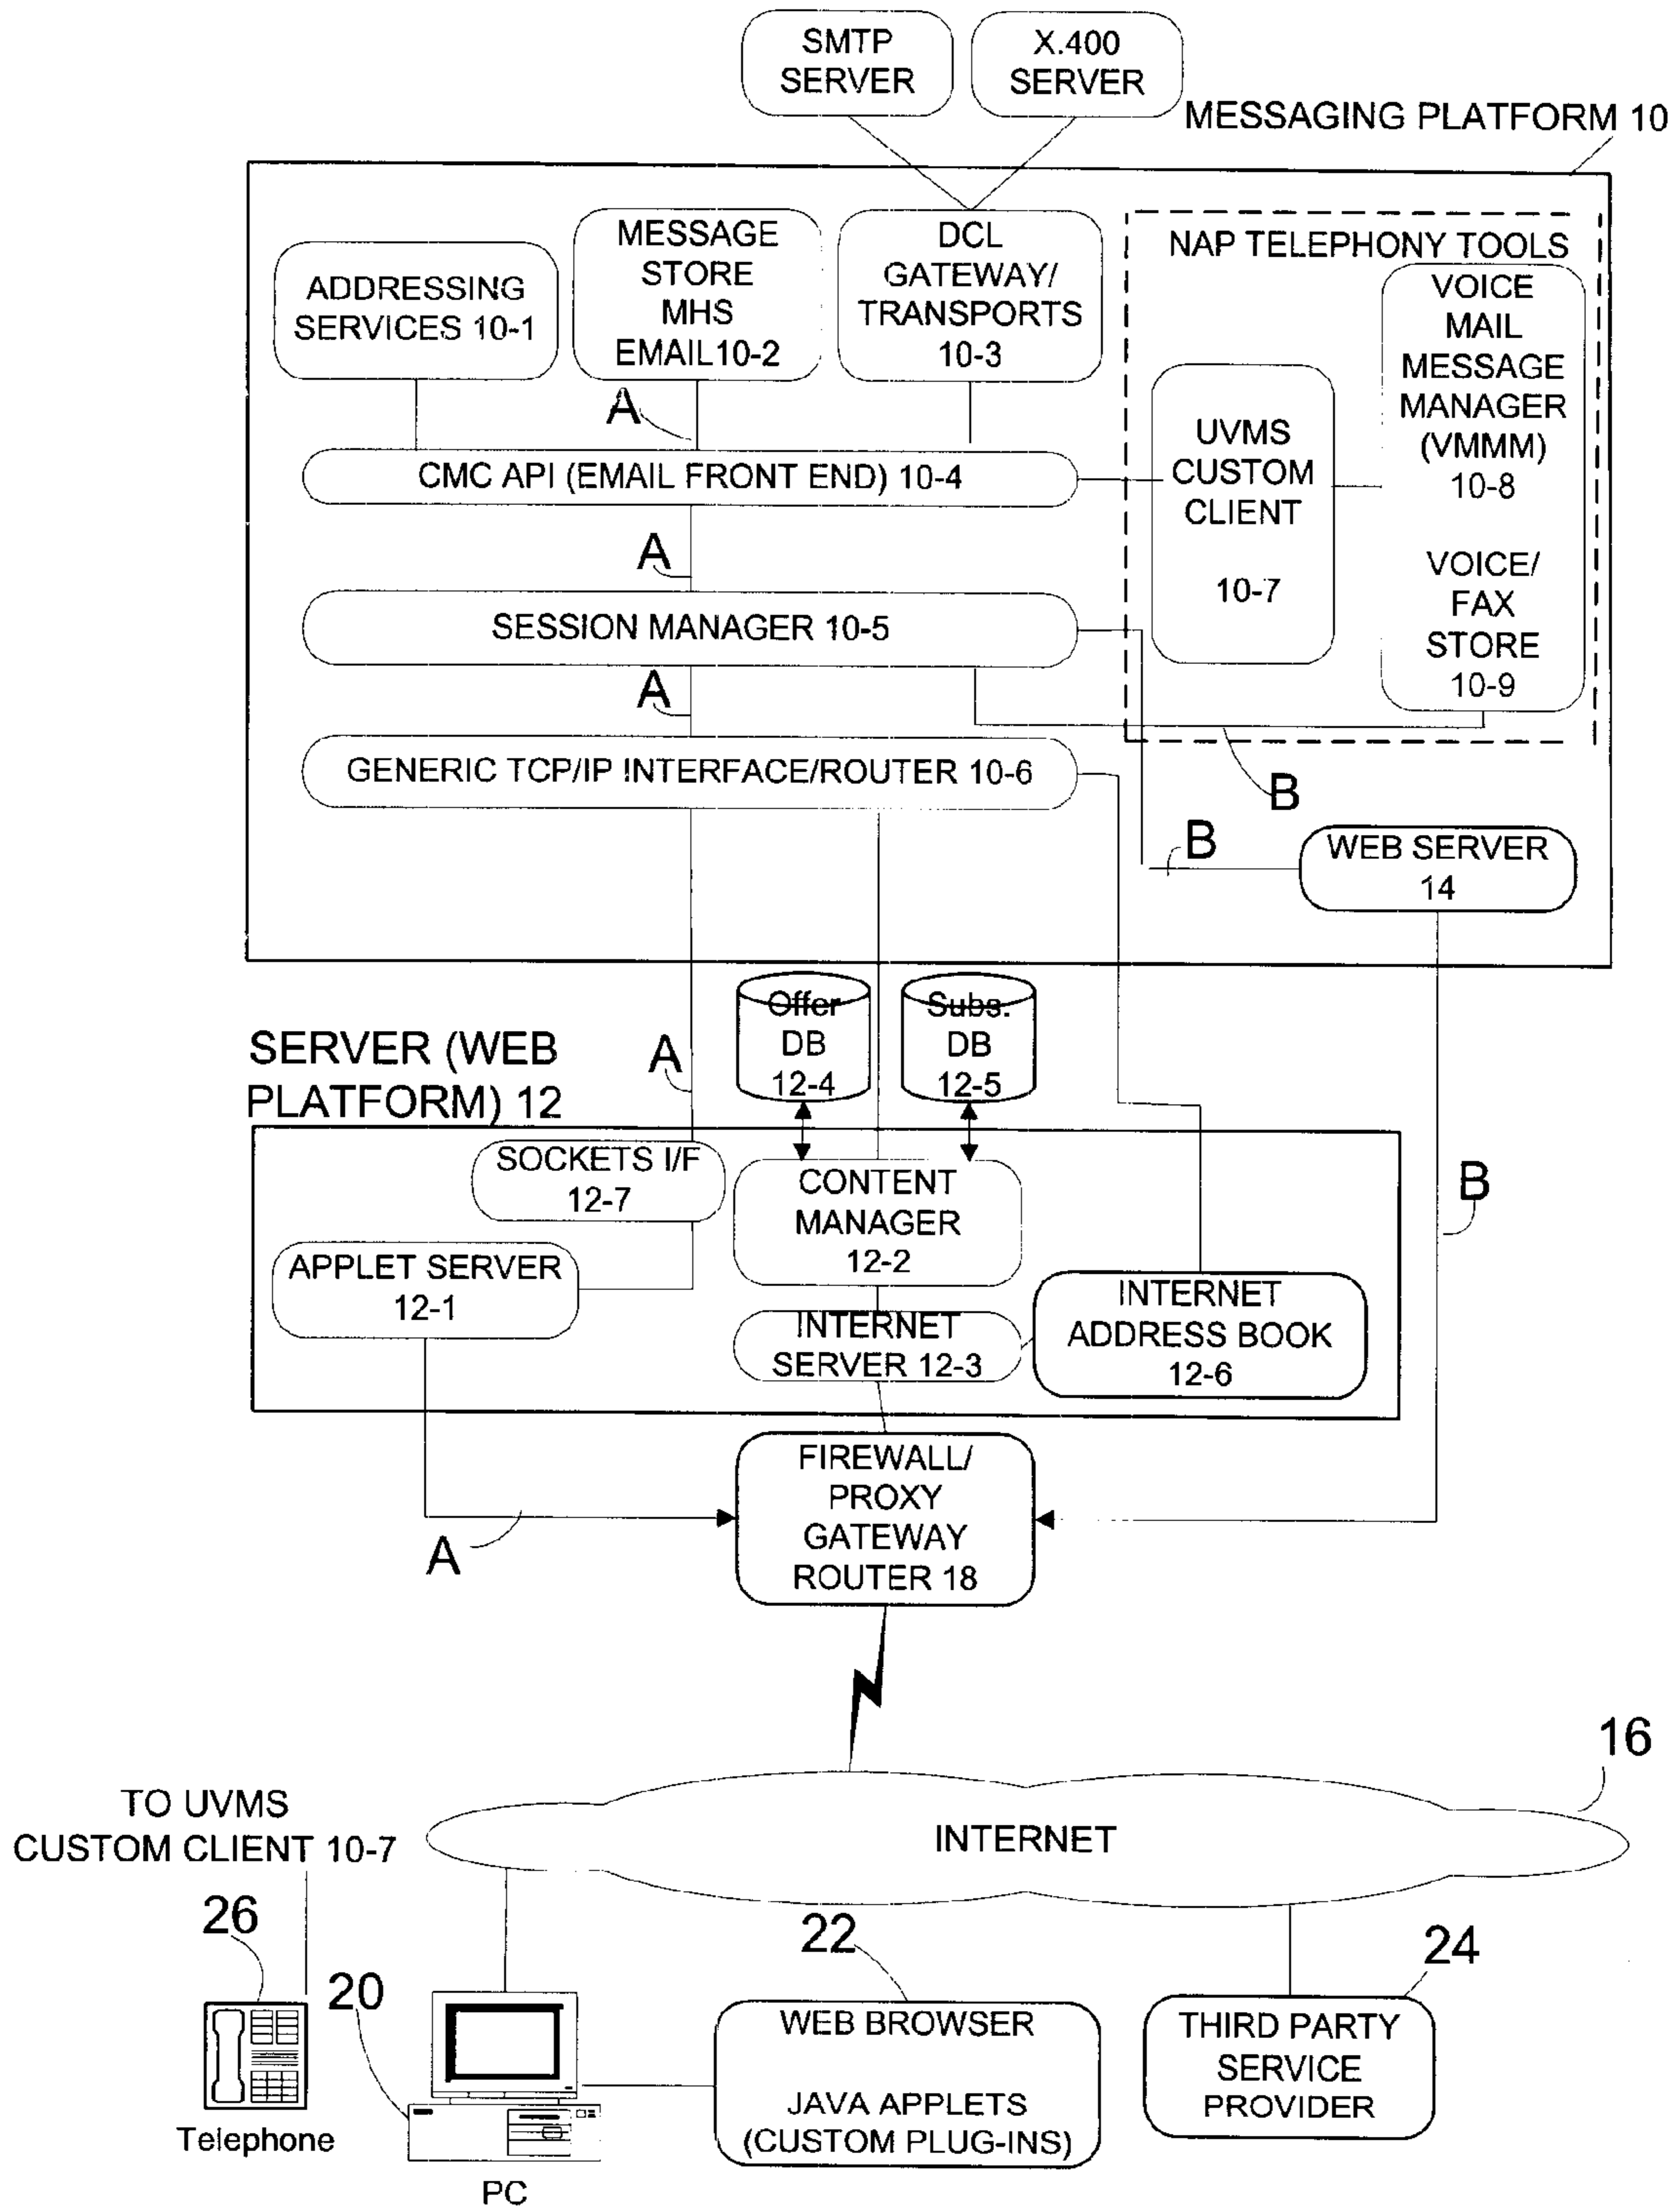 SMTP
SERVER
X.400
SERVER
MESSAGING PLATFORM 10
ADDRESSING
SERVICES 10-1
MESSAGE
STORE
MHS
EMAIL10-2
DCL
GATEWAY/
TRANSPORTS
10-3
NAP TELEPHONY TOOLS
VOICE
MAIL
MESSAGE
MANAGER
(VMMM)
10-8
VOICE/
FAX
STORE
10-9
UVMS
CUSTOM
CLIENT
10-7
A
CMC API (EMAIL FRONT END) 10-4
A
SESSION MANAGER 10-5
A
GENERIC TCP/IP INTERFACE/ROUTER 10-6
B
B
WEB SERVER
14
Offer
DB
12-4
Subs.
DB
12-5
SERVER (WEB
PLATFORM) 12
A
SOCKETS I/F
12-7
CONTENT
MANAGER
12-2
B
APPLET SERVER
12-1
INTERNET
SERVER 12-3
INTERNET
ADDRESS BOOK
12-6
FIREWALL/
PROXY
GATEWAY
ROUTER 18
A
16
TO UVMS
CUSTOM CLIENT 10-7
INTERNET
26
20
22
24
Telephone
PC
WEB BROWSER
JAVA APPLETS
(CUSTOM PLUG-INS)
THIRD PARTY
SERVICE
PROVIDER